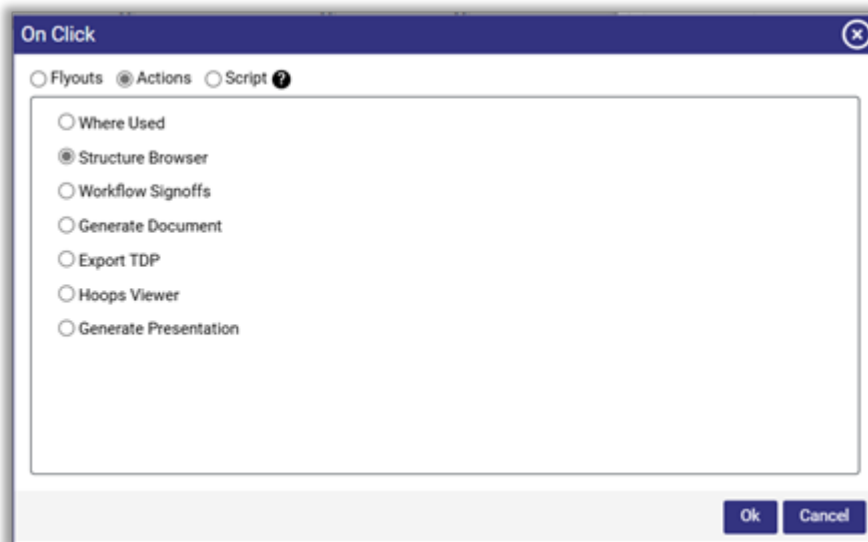 On Click
Flyouts Actions Script ?
Where Used
Structure Browser
Workflow Signoffs
Generate Document
Export TDP
Hoops Viewer
Generate Presentation
Ok Cancel